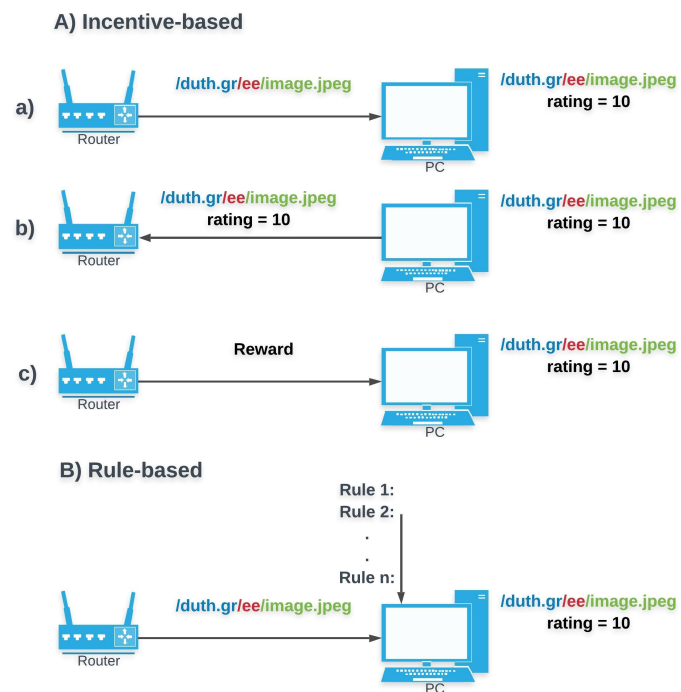 A) Incentive-based
a)
/duth.gr/ee/image.jpeg
/duth.gr/ee/image.jpeg
rating = 10
Router
PC
b)
/duth.gr/ee/image.jpeg
rating = 10
/duth.gr/ee/image.jpeg
rating = 10
Router
PC
c)
Reward
/duth.gr/ee/image.jpeg
rating = 10
Router
PC
B) Rule-based
Rule 1:
Rule 2:
.
.
Rule n:
/duth.gr/ee/image.jpeg
/duth.gr/ee/image.jpeg
rating = 10
Router
PC